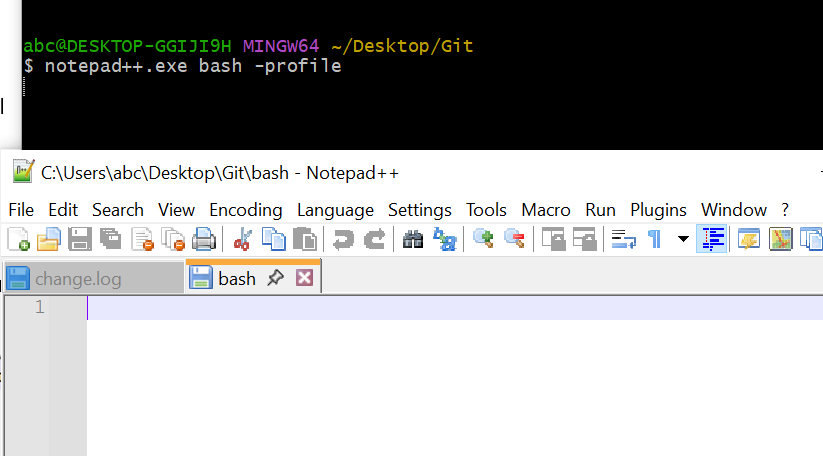 abc@DESKTOP-GGIJI9H MINGW64 ~/Desktop/Git
$ notepad++.exe bash -profile
C:\Users\abc\Desktop\Git\bash - Notepad++
File Edit Search View Encoding Language Settings Tools Macro Run Plugins Window ?
change.log bash
1